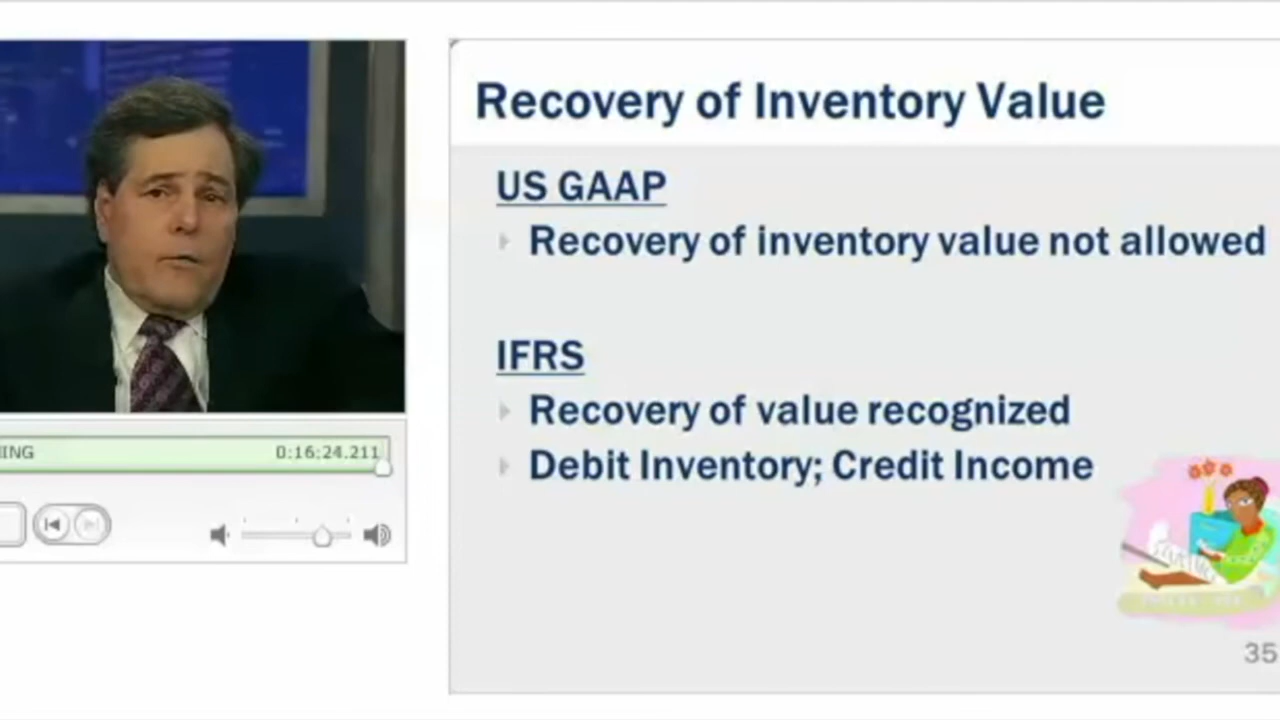 Recovery of Inventory Value
US GAAP
Recovery of inventory value not allowed
IFRS
Recovery of value recognized
Debit Inventory; Credit Income
ING
0:16:24.211
35